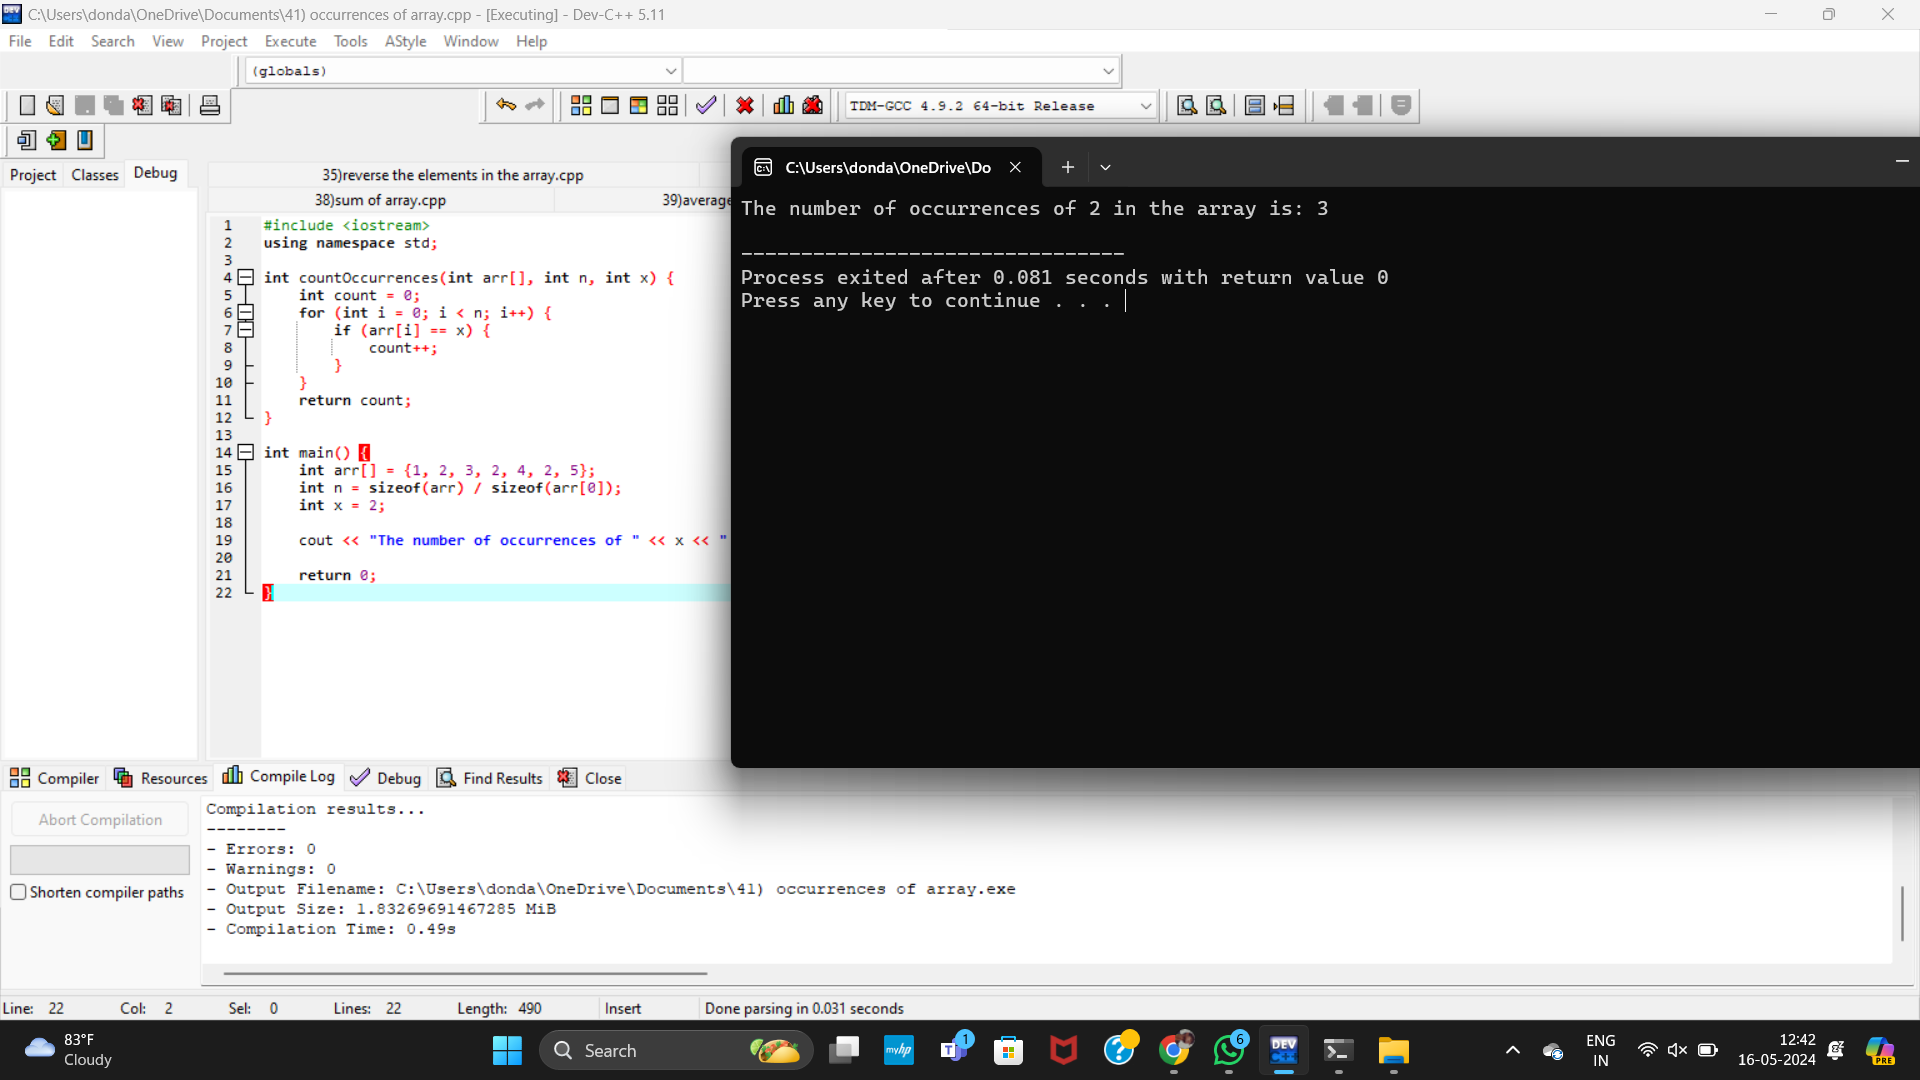 C:\Users\donda\OneDrive\Documents\41) occurrences of array.cpp - [Executing] - Dev-C++ 5.11
File Edit Search View Project Execute Tools AStyle Window Help
(globals)
TDM-GCC 4.9.2 64-bit Release
Project Classes Debug
35)reverse the elements in the array.cpp
38)sum of array.cpp 39)average
1 #include <iostream>
2 using namespace std;
3
4 int countOccurrences(int arr[], int n, int x) {
5 int count = 0;
6 for (int i = 0; i < n; i++) {
7 if (arr[i] == x) {
8 count++;
9 }
10 }
11 return count;
12 }
13
14 int main() {
15 int arr[] = {1, 2, 3, 2, 4, 2, 5};
16 int n = sizeof(arr) / sizeof(arr[0]);
17 int x = 2;
18
19 cout << "The number of occurrences of " << x << "
20
21 return 0;
22 }
C:\Users\donda\OneDrive\Do
The number of occurrences of 2 in the array is: 3
--------------------------------
Process exited after 0.081 seconds with return value 0
Press any key to continue . . .
Compiler Resources Compile Log Debug Find Results Close
Abort Compilation
Shorten compiler paths
Compilation results...
--------
- Errors: 0
- Warnings: 0
- Output Filename: C:\Users\donda\OneDrive\Documents\41) occurrences of array.exe
- Output Size: 1.83269691467285 MiB
- Compilation Time: 0.49s
Line: 22 Col: 2 Sel: 0 Lines: 22 Length: 490 Insert Done parsing in 0.031 seconds
83°F
Cloudy
Search
myhp
1
6
DEV
ENG
IN
12:42
16-05-2024
PRE